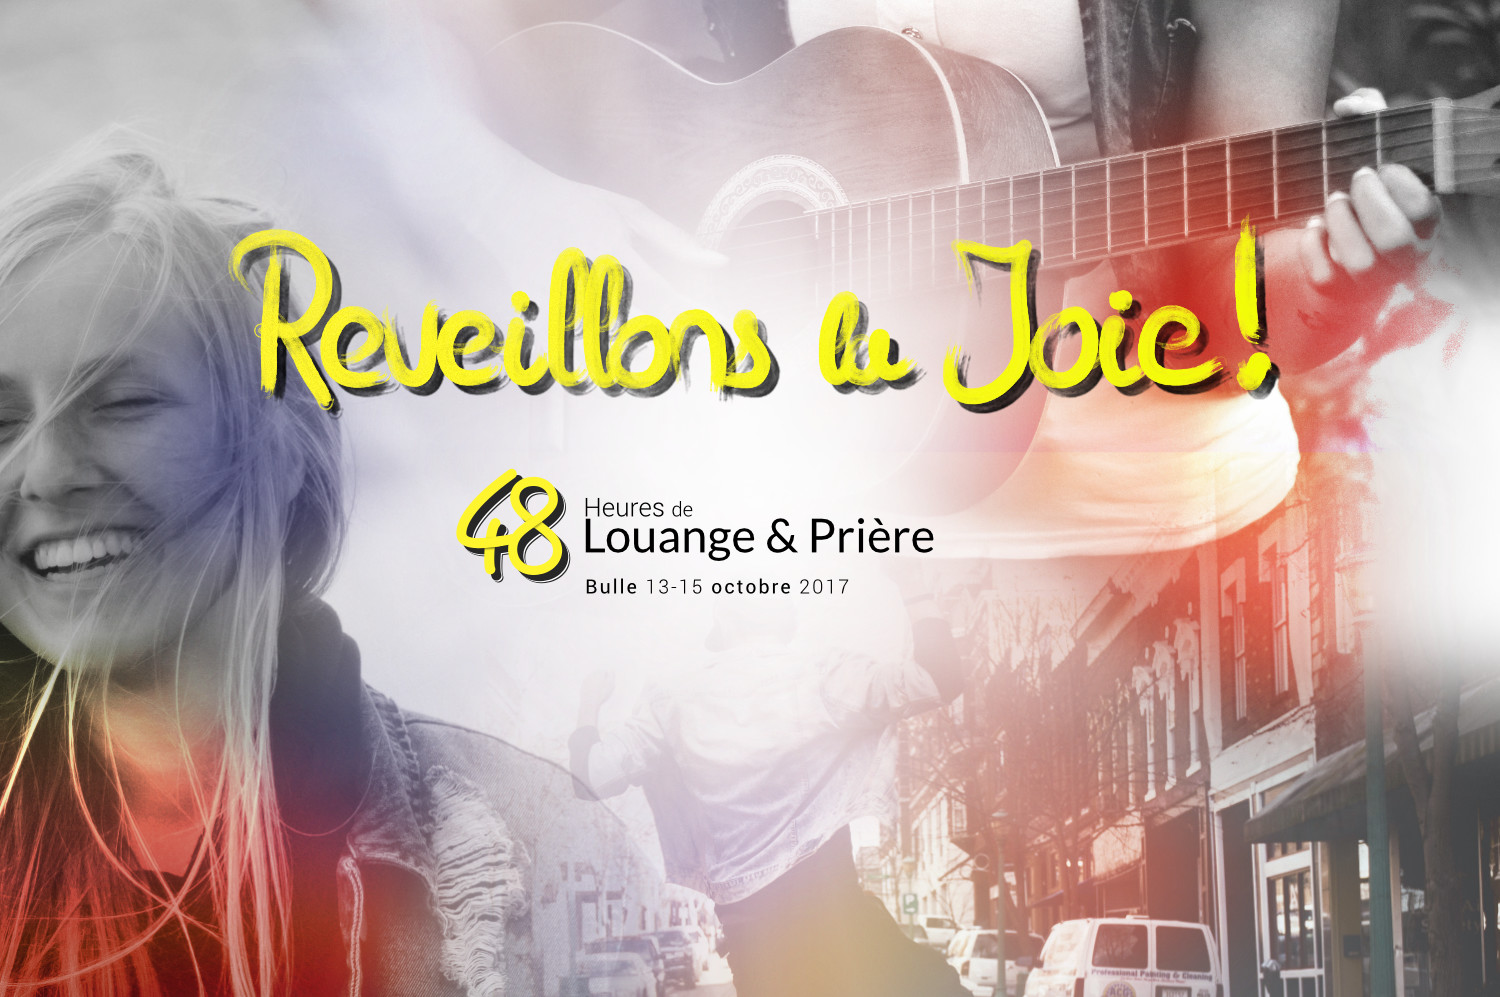 Reveillons la Joie !
48 Heures de
Louange & Prière
Bulle 13-15 octobre 2017
Professional Painting & Cleaning